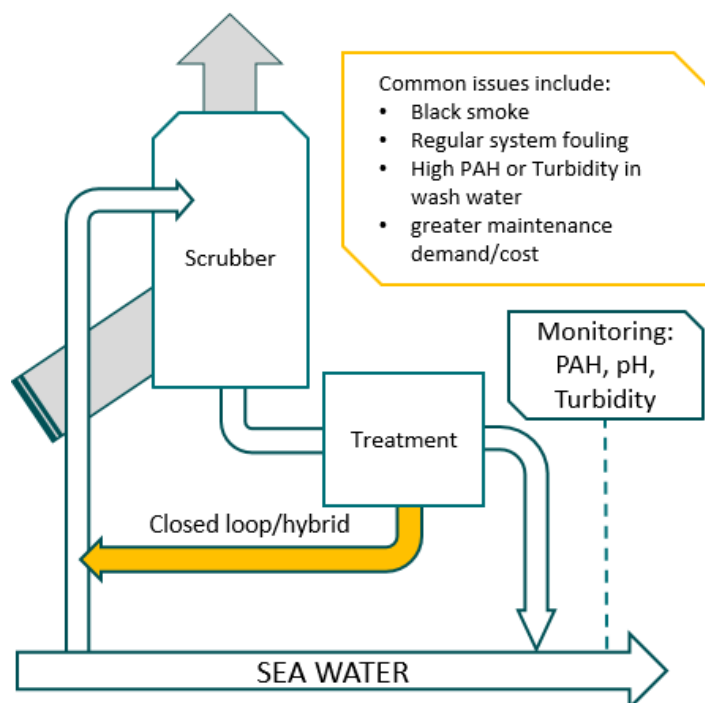 Common issues include:
• Black smoke
• Regular system fouling
• High PAH or Turbidity in
wash water
• greater maintenance
demand/cost
Scrubber
Monitoring:
PAH, pH,
Turbidity
Treatment
Closed loop/hybrid
SEA WATER